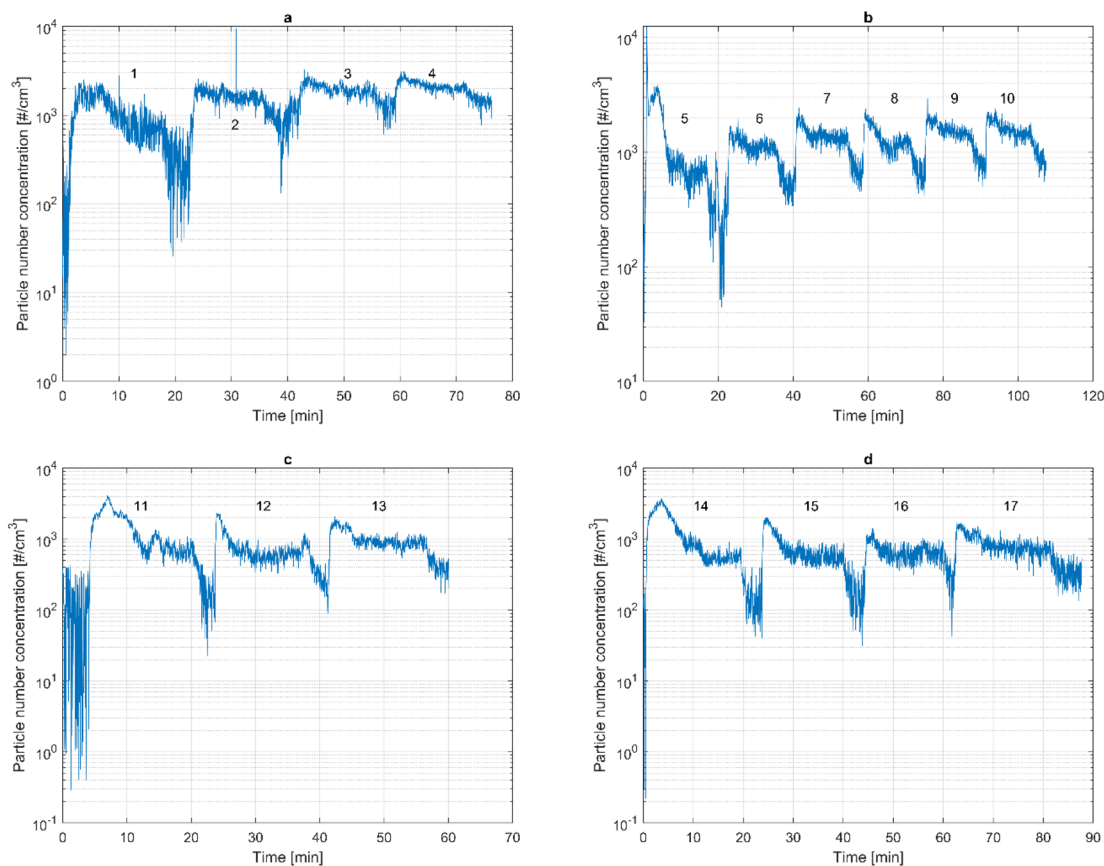 a
10^4
10^3
10^2
10^1
10^0
Particle number concentration [#/cm^3]
1
2
3
4
0 10 20 30 40 50 60 70 80
Time [min]
b
10^4
10^3
10^2
10^1
Particle number concentration [#/cm^3]
5
6
7
8
9
10
0 20 40 60 80 100 120
Time [min]
c
10^4
10^3
10^2
10^1
10^0
10^-1
Particle number concentration [#/cm^3]
11
12
13
0 10 20 30 40 50 60 70
Time [min]
d
10^4
10^3
10^2
10^1
10^0
10^-1
Particle number concentration [#/cm^3]
14
15
16
17
0 10 20 30 40 50 60 70 80 90
Time [min]